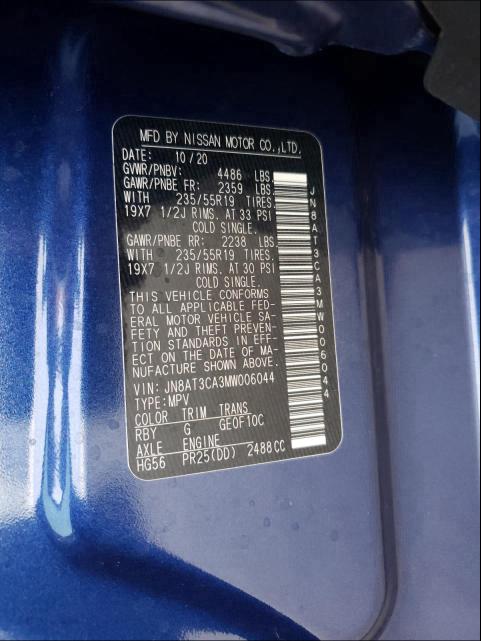 MFD BY NISSAN MOTOR CO.,LTD.
DATE: 10/20
GVWR/PNBV: 4486 LBS
GAWR/PNBE FR: 2359 LBS
WITH 235/55R19 TIRES.
19X7 1/2J RIMS. AT 33 PSI
COLD SINGLE.
GAWR/PNBE RR: 2238 LBS.
WITH 235/55R19 TIRES.
19X7 1/2J RIMS. AT 30 PSI
COLD SINGLE.
THIS VEHICLE CONFORMS
TO ALL APPLICABLE FED-
ERAL MOTOR VEHICLE SA-
FETY AND THEFT PREVEN-
TION STANDARDS IN EFF-
ECT ON THE DATE OF MA-
NUFACTURE SHOWN ABOVE.
VIN: JN8AT3CA3MW006044
TYPE: MPV
COLOR TRIM TRANS
RBY G GE0F10C
AXLE ENGINE
HG56 PR25(DD) 2488CC
JN8AT3CA3MW006044